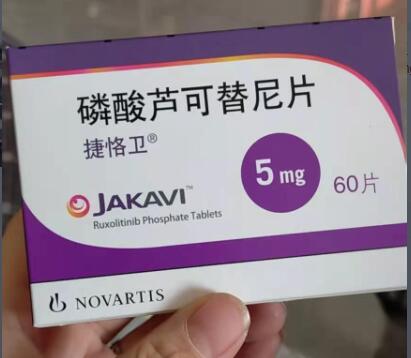 磷酸芦可替尼片
捷恪卫®
JAKAVI™
Ruxolitinib Phosphate Tablets
5 mg
60片
NOVARTIS